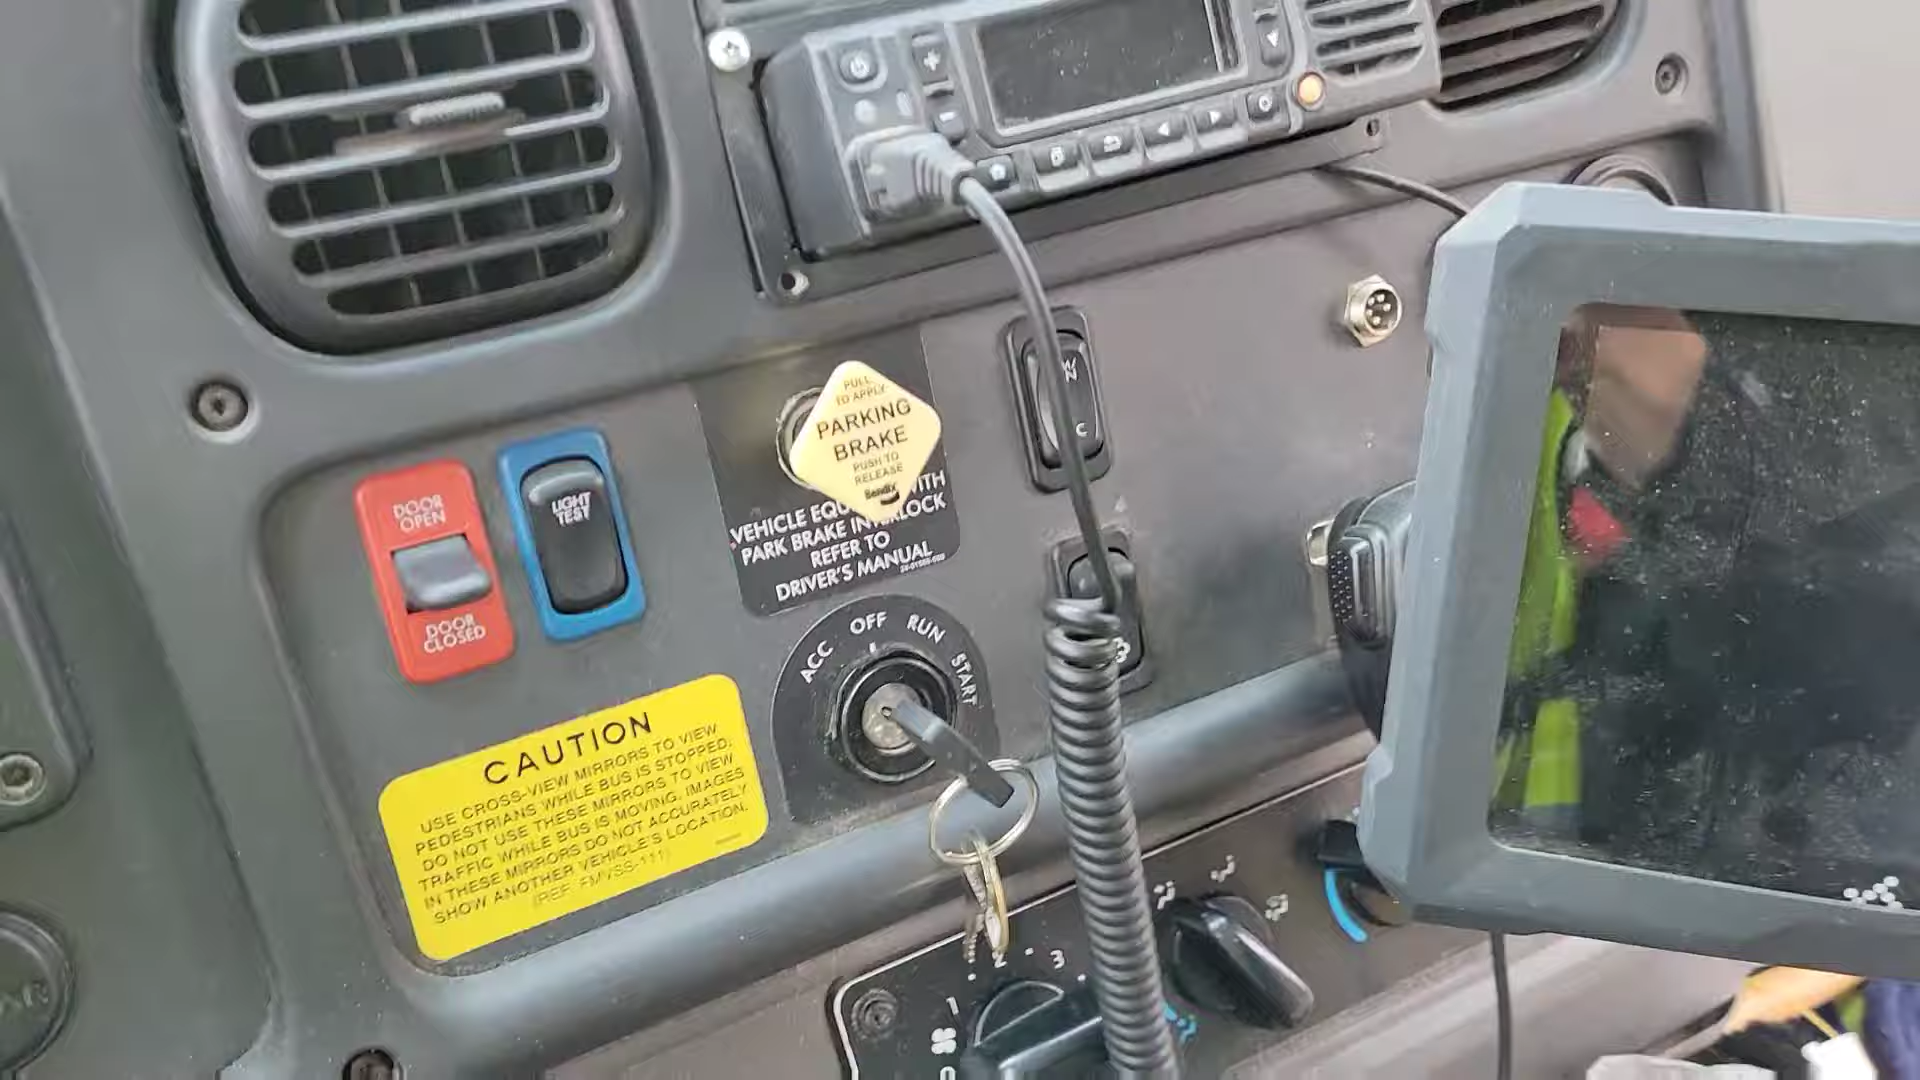 PULL
TO APPLY
PARKING
BRAKE
PUSH TO
RELEASE
Bendix
DOOR
OPEN
LIGHT
TEST
C
PARK BRAKE
REFER TO
DRIVER'S MANUAL
VEHICLE
DOOR
CLOSED
ACC OFF RUN START
CAUTION
USE CROSS-VIEW MIRRORS TO VIEW
PEDESTRIANS WHILE BUS IS STOPPED.
DO NOT USE THESE MIRRORS TO VIEW
TRAFFIC WHILE BUS IS MOVING. IMAGES
IN THESE MIRRORS DO NOT ACCURATELY
SHOW ANOTHER VEHICLE'S LOCATION.
(REF. FMVSS-111)
1 2 3